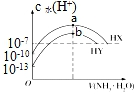 c水(H⁺)
a
b
10⁻⁷
10⁻¹⁰
10⁻¹³
HX
HY
O
V(NH₃·H₂O)